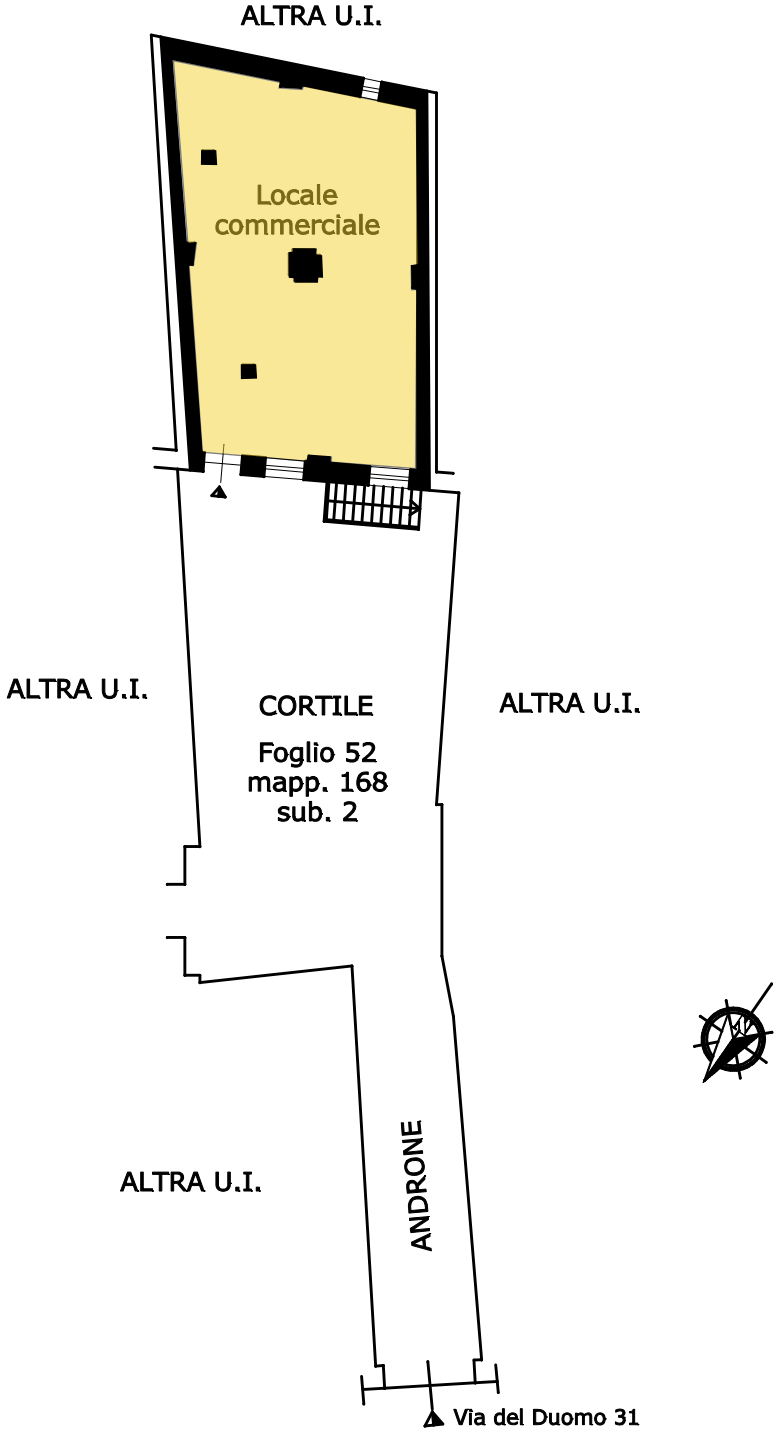 ALTRA U.I.
Locale
commerciale
ALTRA U.I.
CORTILE
ALTRA U.I.
Foglio 52
mapp. 168
sub. 2
ALTRA U.I.
ANDRONE
Via del Duomo 31